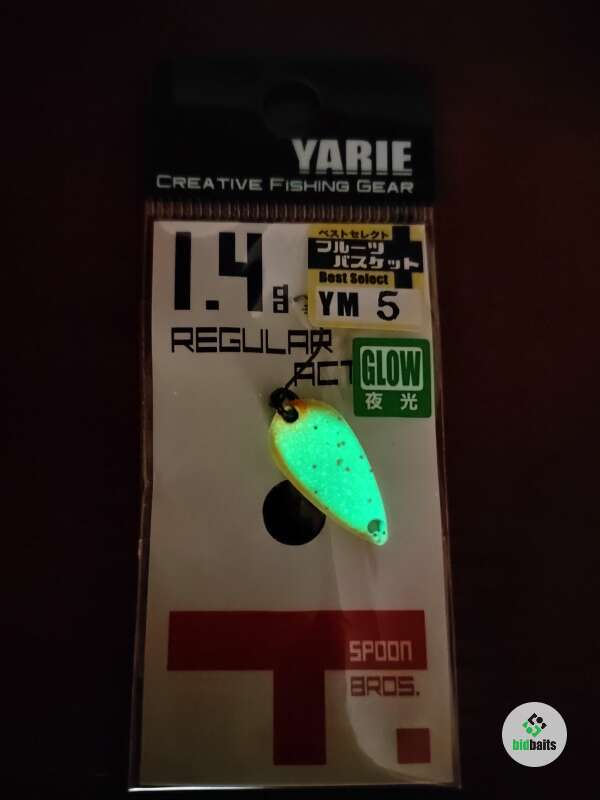 YARIE
CREATIVE FISHING GEAR
1.4g
ベストセレクト
フルーツ
バスケット
Best Select
YM 5
REGULAR
ACT
GLOW
夜光
T.
SPOON
BROS.
bidbaits